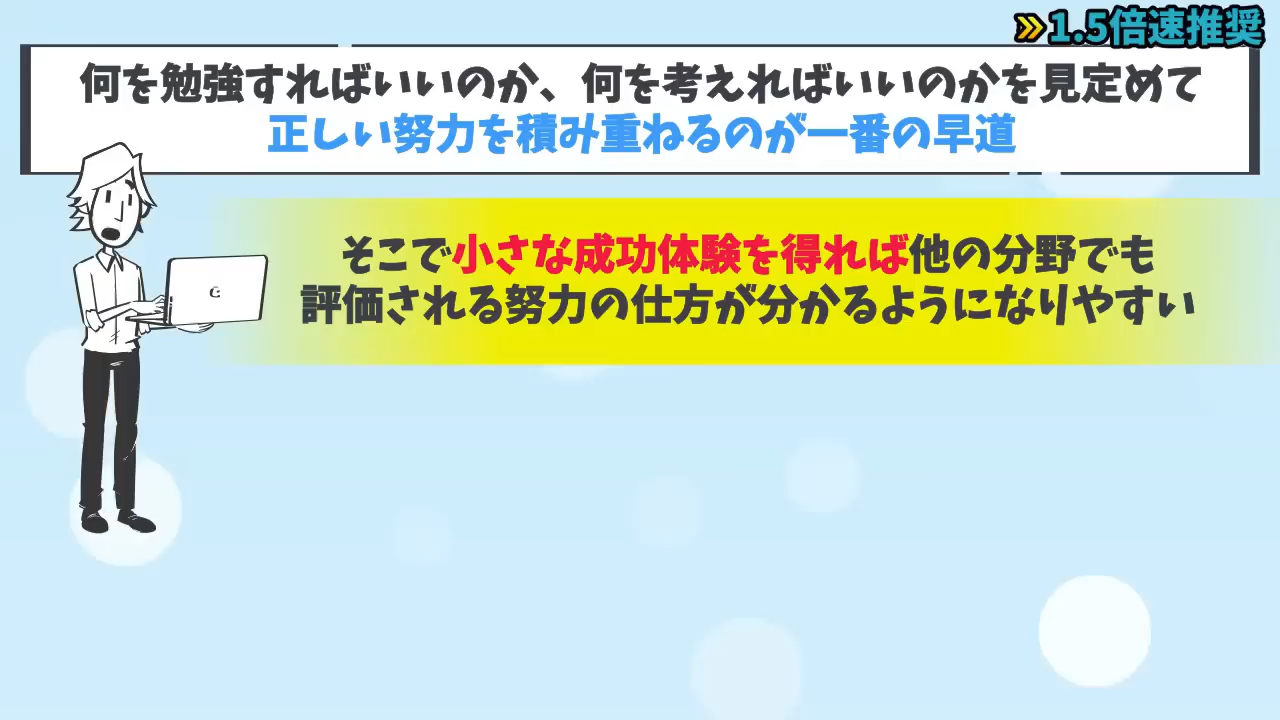 1.5倍速推奨
何を勉強すればいいのか、何を考えればいいのかを見定めて
正しい努力を積み重ねるのが一番の早道
そこで小さな成功体験を得れば他の分野でも
評価される努力の仕方が分かるようになりやすい